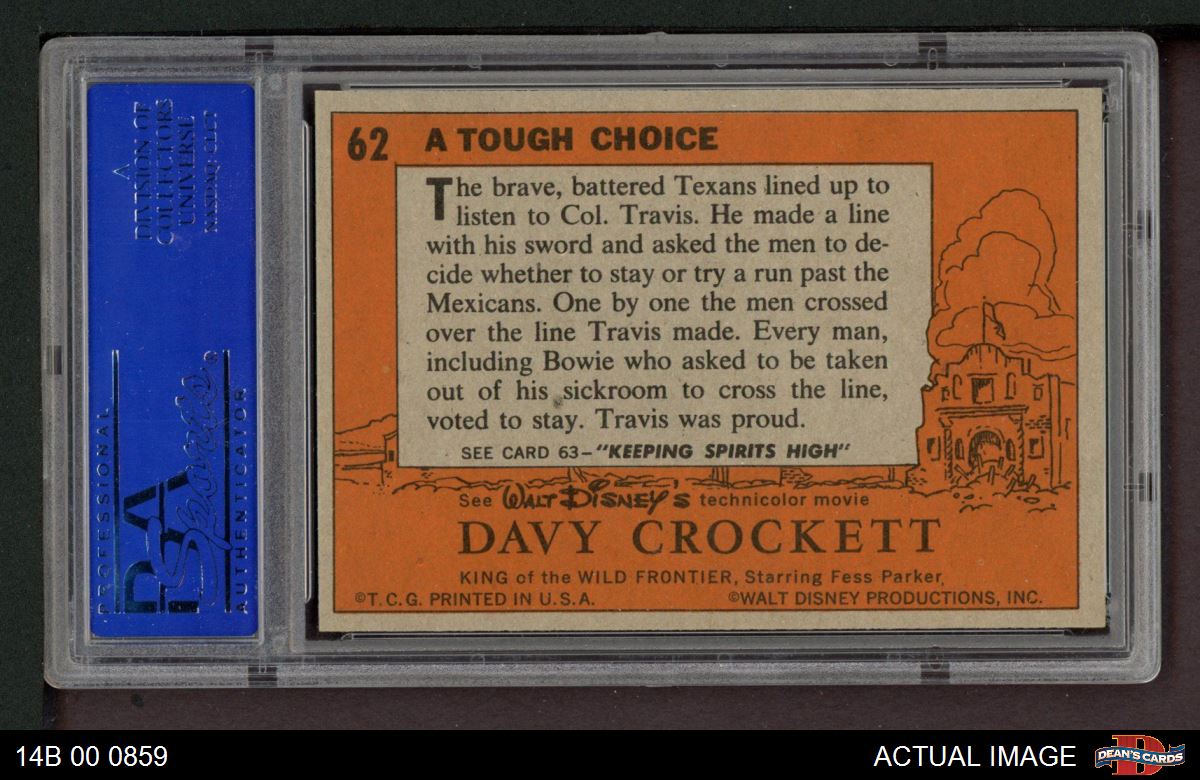 A
DIVISION OF
COLLECTORS
UNIVERSE
NASDAQ: CLCT
PROFESSIONAL
PSA
Sports®
AUTHENTICATOR
62 A TOUGH CHOICE
The brave, battered Texans lined up to
listen to Col. Travis. He made a line
with his sword and asked the men to de-
cide whether to stay or try a run past the
Mexicans. One by one the men crossed
over the line Travis made. Every man,
including Bowie who asked to be taken
out of his sickroom to cross the line,
voted to stay. Travis was proud.
SEE CARD 63-"KEEPING SPIRITS HIGH"
See WALT DISNEY'S technicolor movie
DAVY CROCKETT
KING of the WILD FRONTIER, Starring Fess Parker,
©T.C.G. PRINTED IN U.S.A. ©WALT DISNEY PRODUCTIONS, INC.
14B 00 0859
ACTUAL IMAGE
DEAN'S CARDS